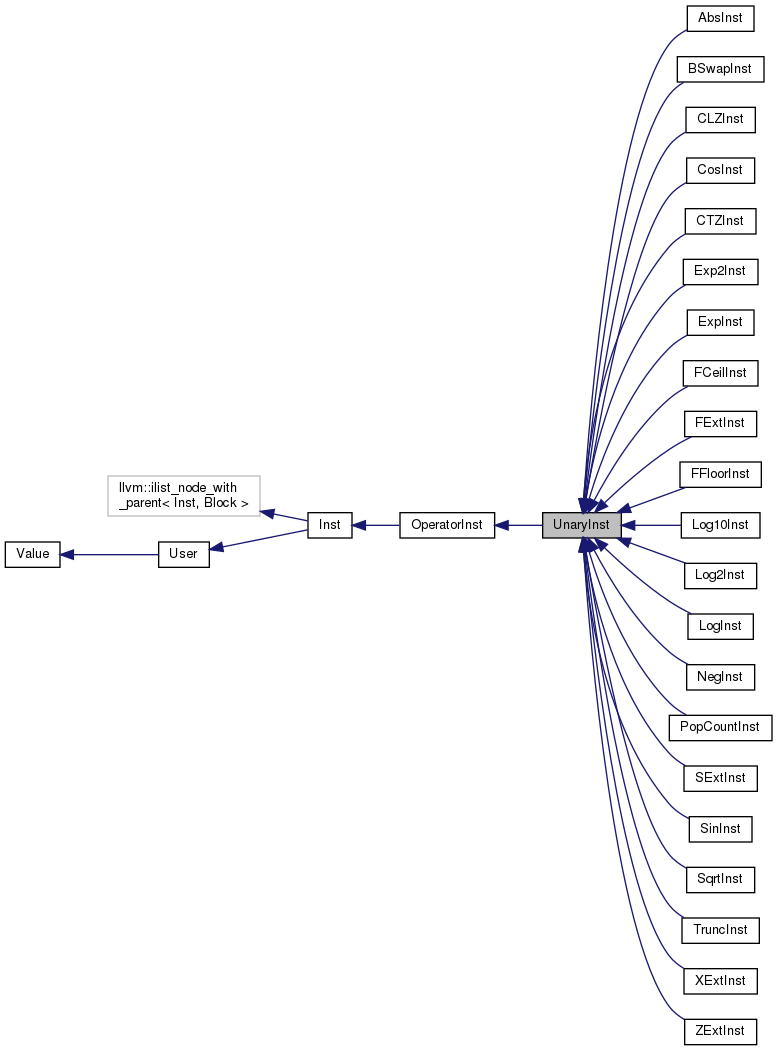 AbsInst
BSwapInst
CLZInst
CosInst
CTZInst
Exp2Inst
ExpInst
FCeilInst
FExtInst
FFloorInst
llvm::ilist_node_with
_parent< Inst, Block >
Value
User
Inst
OperatorInst
UnaryInst
Log10Inst
Log2Inst
LogInst
NegInst
PopCountInst
SExtInst
SinInst
SqrtInst
TruncInst
XExtInst
ZExtInst